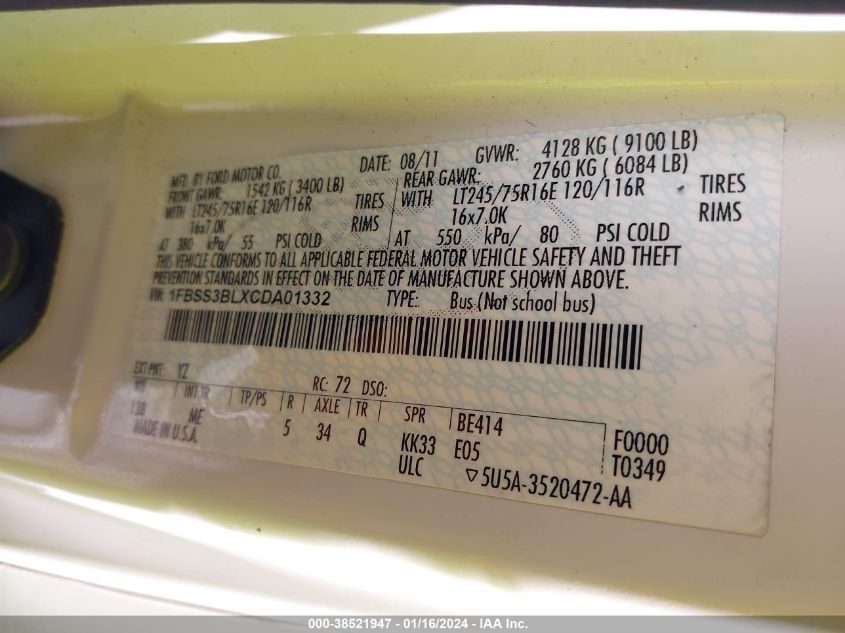 MFD. BY FORD MOTOR CO. DATE: 08/11 GVWR: 4128 KG ( 9100 LB)
FRONT GAWR: 1542 KG ( 3400 LB) REAR GAWR: 2760 KG ( 6084 LB)
WITH LT245/75R16E 120/116R TIRES WITH LT245/75R16E 120/116R TIRES
16x7.0K RIMS 16x7.0K RIMS
AT 380 kPa/ 55 PSI COLD AT 550 kPa/ 80 PSI COLD
THIS VEHICLE CONFORMS TO ALL APPLICABLE FEDERAL MOTOR VEHICLE SAFETY AND THEFT
PREVENTION STANDARDS IN EFFECT ON THE DATE OF MANUFACTURE SHOWN ABOVE.
VIN: 1FBSS3BLXCDA01332 TYPE: Bus (Not school bus)
EXT PNT: YZ RC: 72 DSO:
WB INT TR TP/PS R AXLE TR SPR BE414 F0000
138 ME 5 34 Q KK33 E05 T0349
MADE IN U.S.A. ULC ▽5U5A-3520472-AA
000-38521947 - 01/16/2024 - IAA Inc.